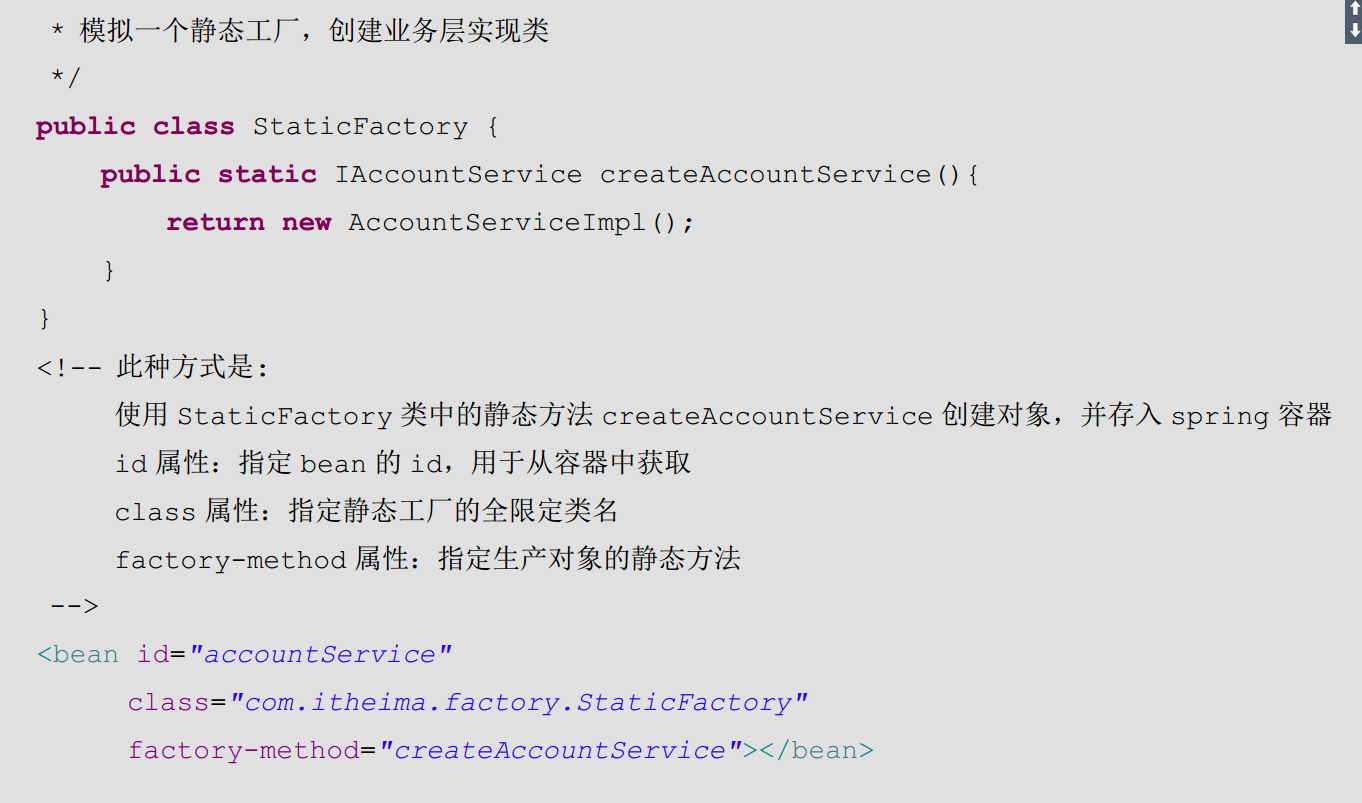 * 模拟一个静态工厂，创建业务层实现类
*/
public class StaticFactory {
public static IAccountService createAccountService(){
return new AccountServiceImpl();
}
}
<!-- 此种方式是:
使用 StaticFactory 类中的静态方法 createAccountService 创建对象，并存入 spring 容器
id 属性：指定 bean 的 id，用于从容器中获取
class 属性：指定静态工厂的全限定类名
factory-method 属性：指定生产对象的静态方法
-->
<bean id="accountService"
class="com.itheima.factory.StaticFactory"
factory-method="createAccountService"></bean>